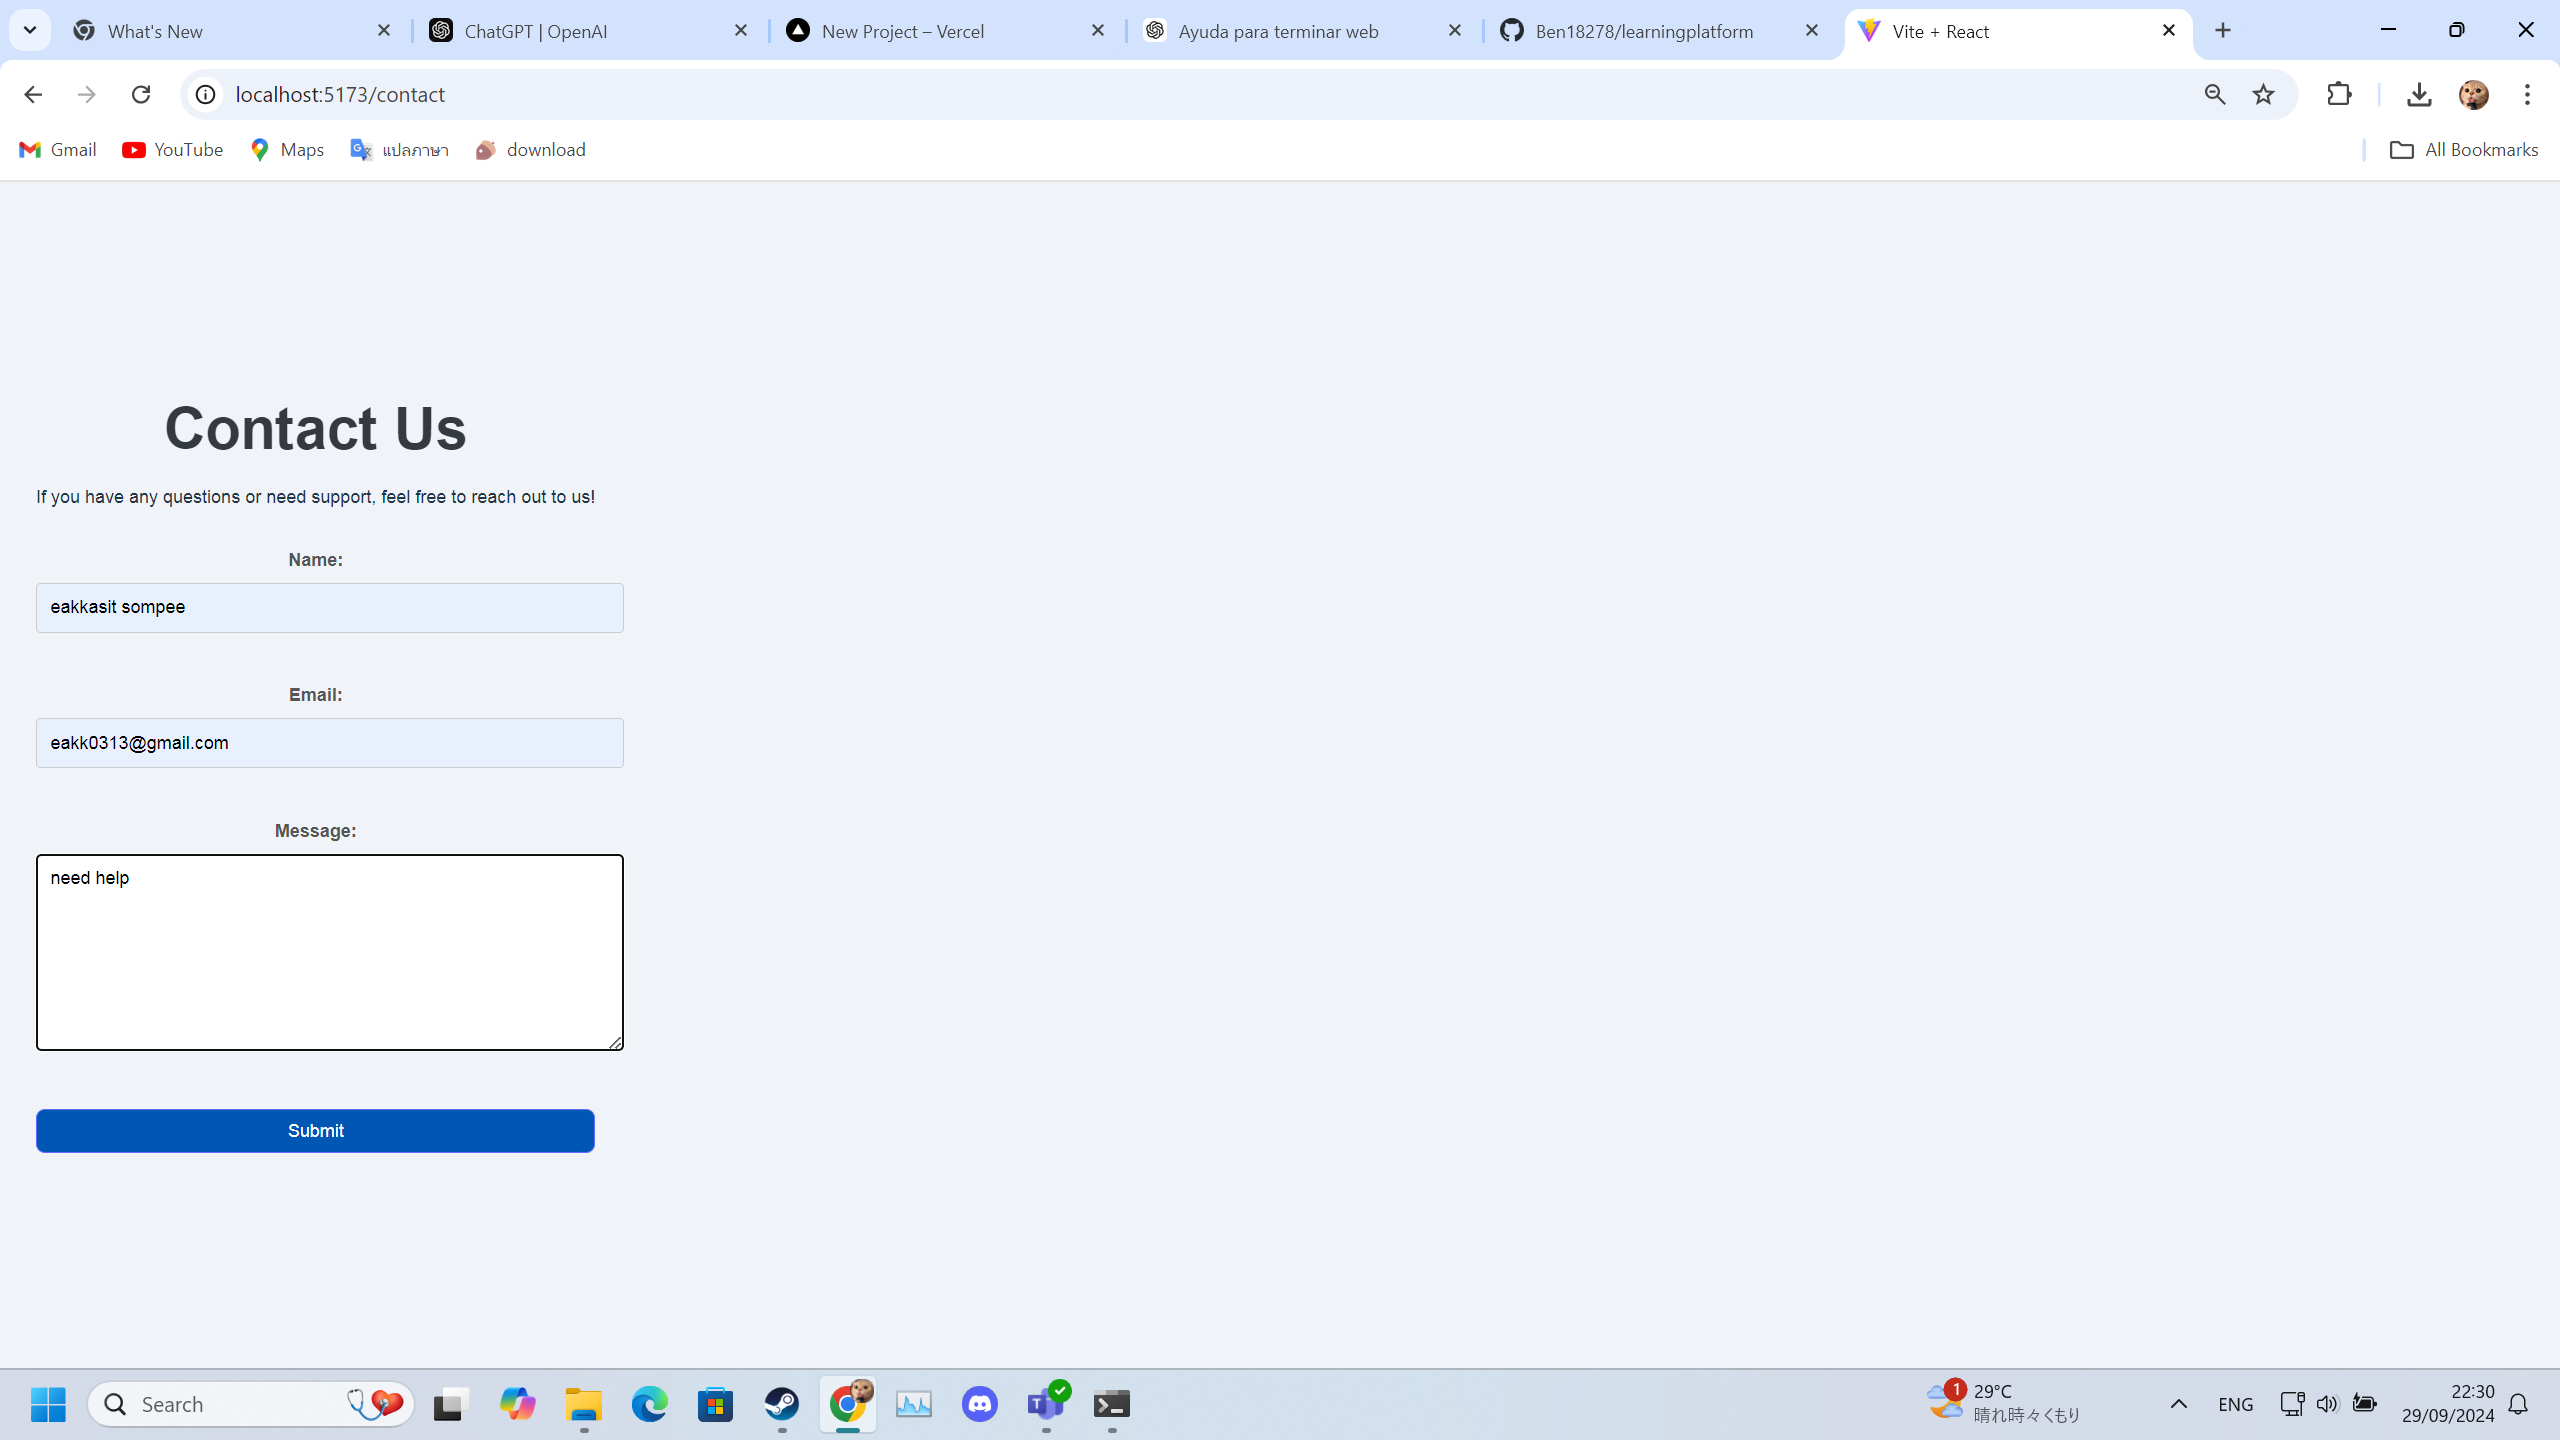 What's New
ChatGPT | OpenAI
New Project – Vercel
Ayuda para terminar web
Ben18278/learningplatform
Vite + React
localhost:5173/contact
Gmail
YouTube
Maps
แปลภาษา
download
All Bookmarks
Contact Us
If you have any questions or need support, feel free to reach out to us!
Name:
eakkasit sompee
Email:
eakk0313@gmail.com
Message:
need help
Submit
Search
1
29°C
晴れ時々くもり
ENG
22:30
29/09/2024